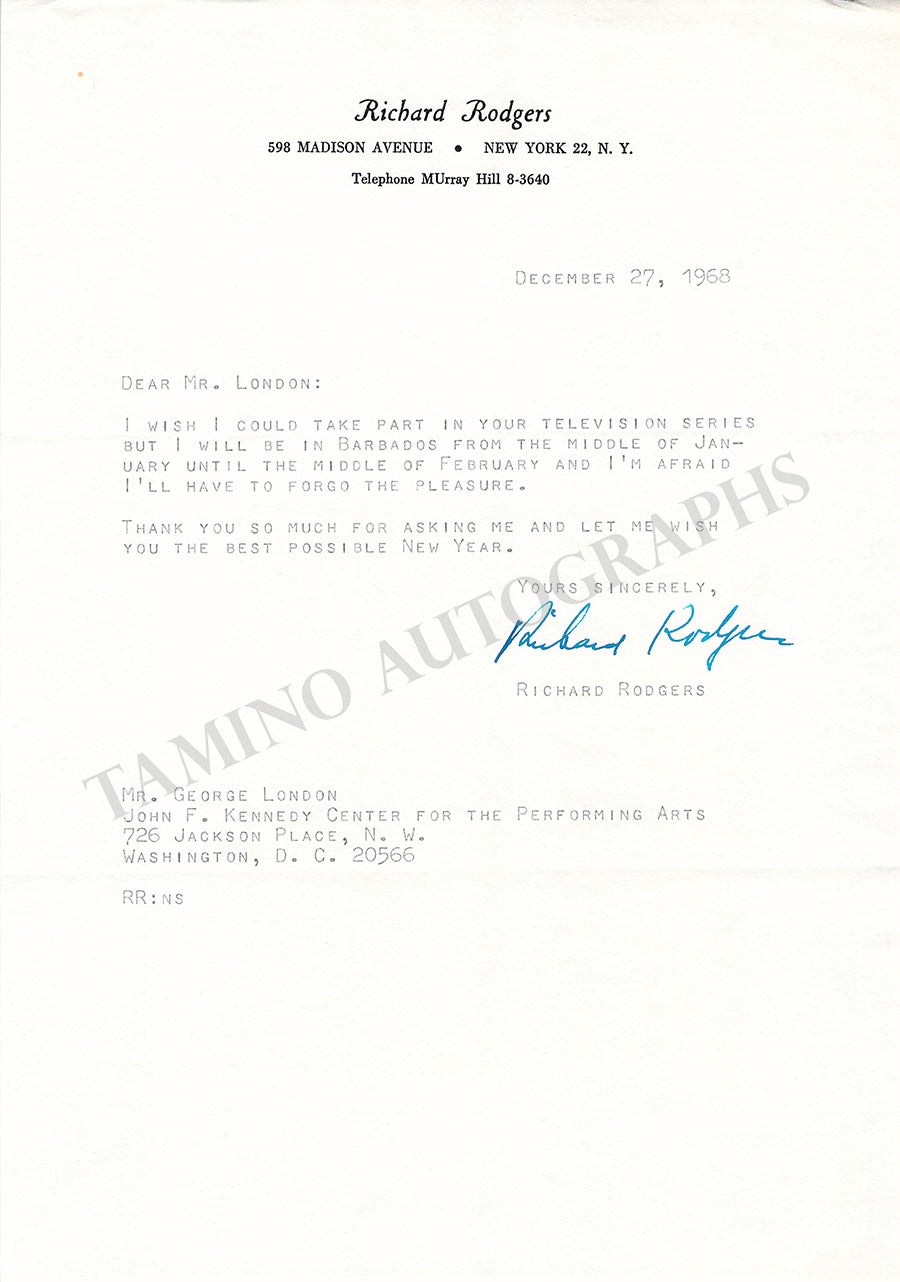 Richard Rodgers
598 MADISON AVENUE • NEW YORK 22, N. Y.
Telephone MUrray Hill 8-3640
DECEMBER 27, 1968
DEAR MR. LONDON:
I WISH I COULD TAKE PART IN YOUR TELEVISION SERIES
BUT I WILL BE IN BARBADOS FROM THE MIDDLE OF JAN-
UARY UNTIL THE MIDDLE OF FEBRUARY AND I'M AFRAID
I'LL HAVE TO FORGO THE PLEASURE.
THANK YOU SO MUCH FOR ASKING ME AND LET ME WISH
YOU THE BEST POSSIBLE NEW YEAR.
YOURS SINCERELY,
Richard Rodgers
RICHARD RODGERS
TAMINO AUTOGRAPHS
MR. GEORGE LONDON
JOHN F. KENNEDY CENTER FOR THE PERFORMING ARTS
726 JACKSON PLACE, N. W.
WASHINGTON, D. C. 20566
RR:NS